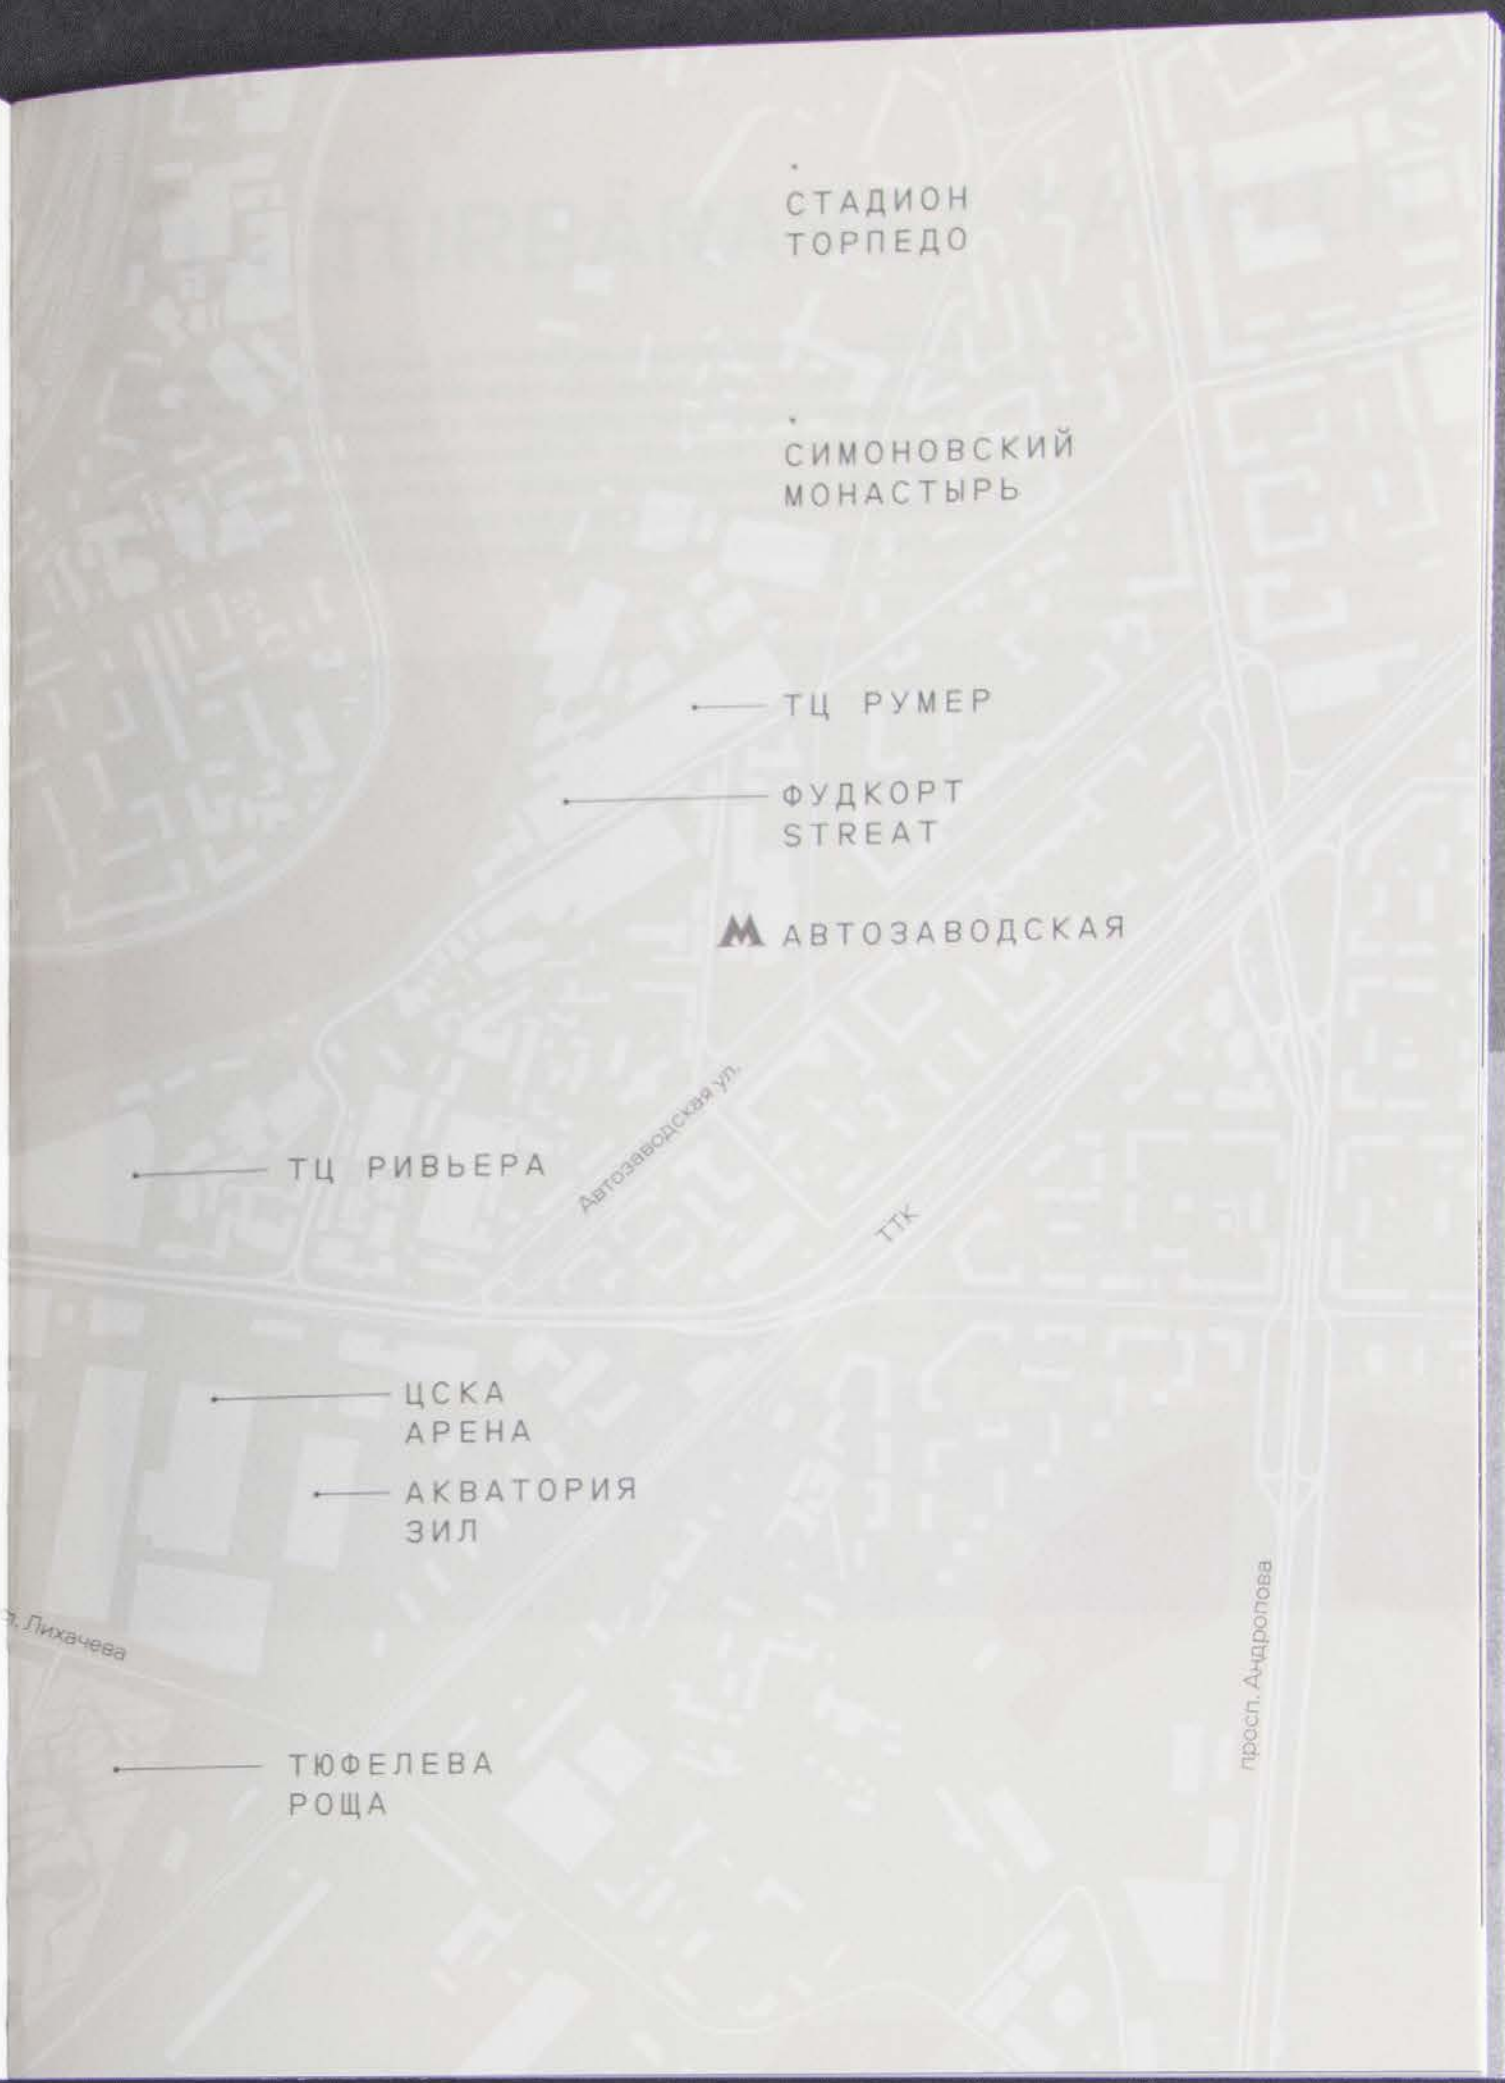 СТАДИОН
ТОРПЕДО
СИМОНОВСКИЙ
МОНАСТЫРЬ
ТЦ РУМЕР
ФУДКОРТ
STREAT
М АВТОЗАВОДСКАЯ
Автозаводская ул.
ТЦ РИВЬЕРА
ТТК
ЦСКА
АРЕНА
АКВАТОРИЯ
ЗИЛ
просп. Андропова
л. Лихачева
ТЮФЕЛЕВА
РОЩА